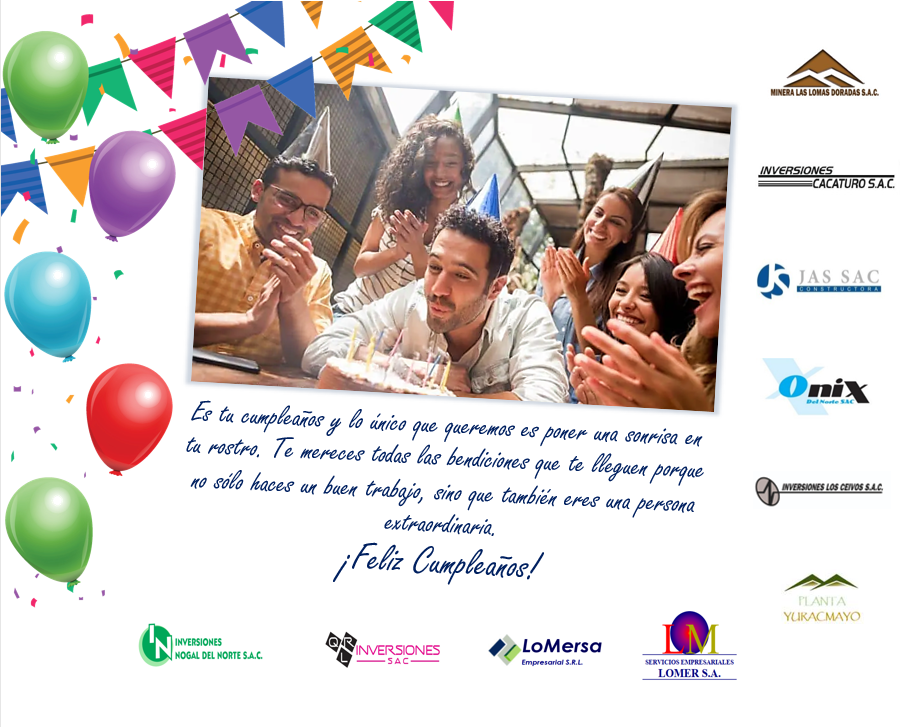 MINERA LAS LOMAS DORADAS S.A.C.
INVERSIONES
CACATURO S.A.C.
JAS SAC
CONSTRUCTORA
Onix
Del Norte SAC
Es tu cumpleaños y lo único que queremos es poner una sonrisa en
tu rostro. Te mereces todas las bendiciones que te lleguen porque
no sólo haces un buen trabajo, sino que también eres una persona
extraordinaria.
¡Feliz Cumpleaños!
INVERSIONES LOS CEIVOS S.A.C.
PLANTA
YURACMAYO
IN INVERSIONES
NOGAL DEL NORTE S.A.C.
QRL INVERSIONES
SAC
LoMersa
Empresarial S.R.L.
LM
SERVICIOS EMPRESARIALES
LOMER S.A.